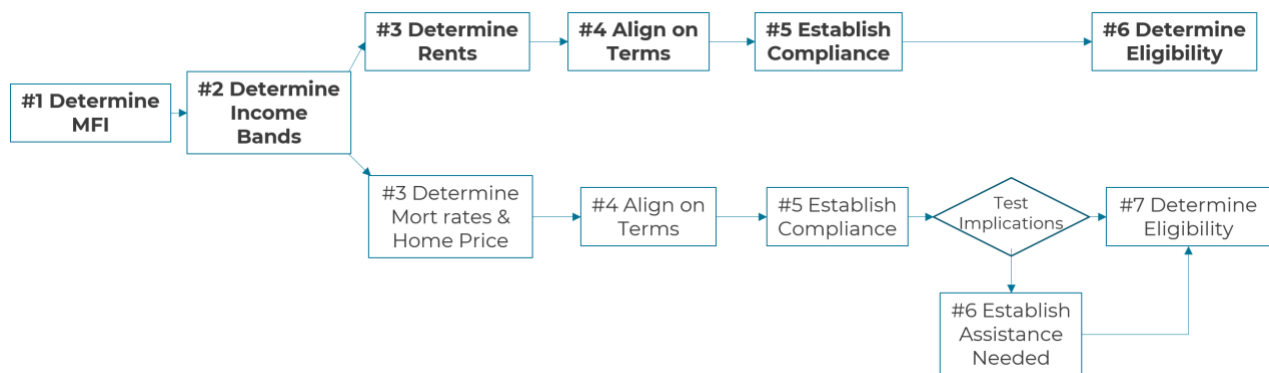 #1 Determine
MFI
#2 Determine
Income
Bands
#3 Determine
Rents
#4 Align on
Terms
#5 Establish
Compliance
#6 Determine
Eligibility
#3 Determine
Mort rates &
Home Price
#4 Align on
Terms
#5 Establish
Compliance
Test
Implications
#7 Determine
Eligibility
#6 Establish
Assistance
Needed